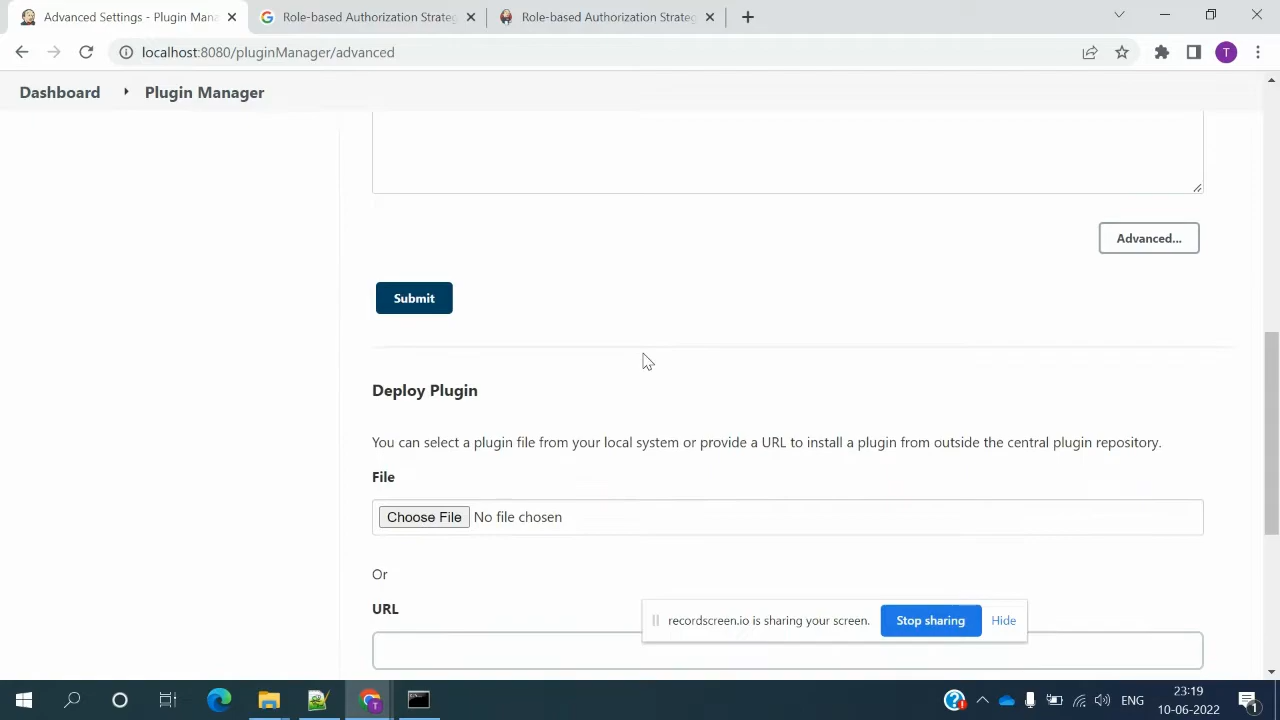 Advanced Settings - Plugin Mana
Role-based Authorization Strateg
Role-based Authorization Strateg
localhost:8080/pluginManager/advanced
T
Dashboard
Plugin Manager
Advanced...
Submit
Deploy Plugin
You can select a plugin file from your local system or provide a URL to install a plugin from outside the central plugin repository.
File
Choose File No file chosen
Or
URL
recordscreen.io is sharing your screen.
Stop sharing
Hide
ENG
23:19
10-06-2022
1